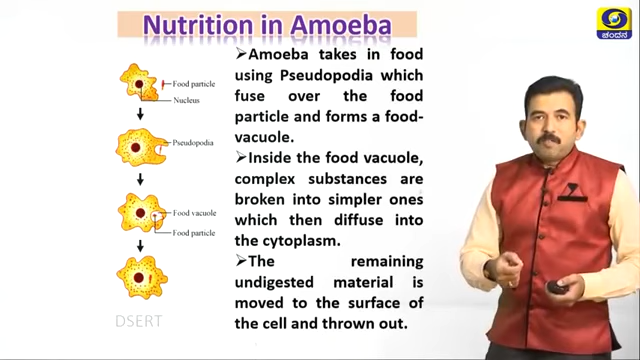 Nutrition in Amoeba
ಚಂದನ
Food particle
Nucleus
Pseudopodia
Food vacuole
Food particle
DSERT
➢Amoeba takes in food
using Pseudopodia which
fuse over the food
particle and forms a food-
vacuole.
➢Inside the food vacuole,
complex substances are
broken into simpler ones
which then diffuse into
the cytoplasm.
➢The remaining
undigested material is
moved to the surface of
the cell and thrown out.